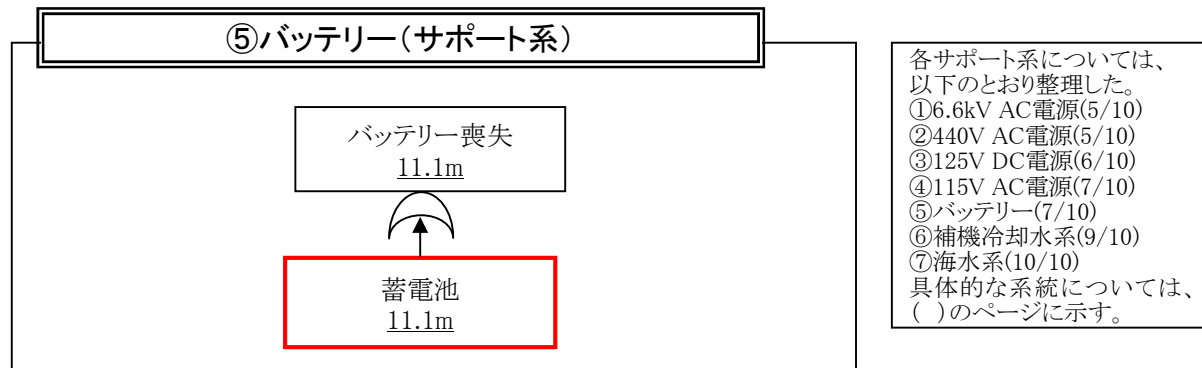 ⑤バッテリー(サポート系)
バッテリー喪失
11.1m
蓄電池
11.1m
各サポート系については、
以下のとおり整理した。
①6.6kV AC電源(5/10)
②440V AC電源(5/10)
③125V DC電源(6/10)
④115V AC電源(7/10)
⑤バッテリー(7/10)
⑥補機冷却水系(9/10)
⑦海水系(10/10)
具体的な系統については、
( )のページに示す。